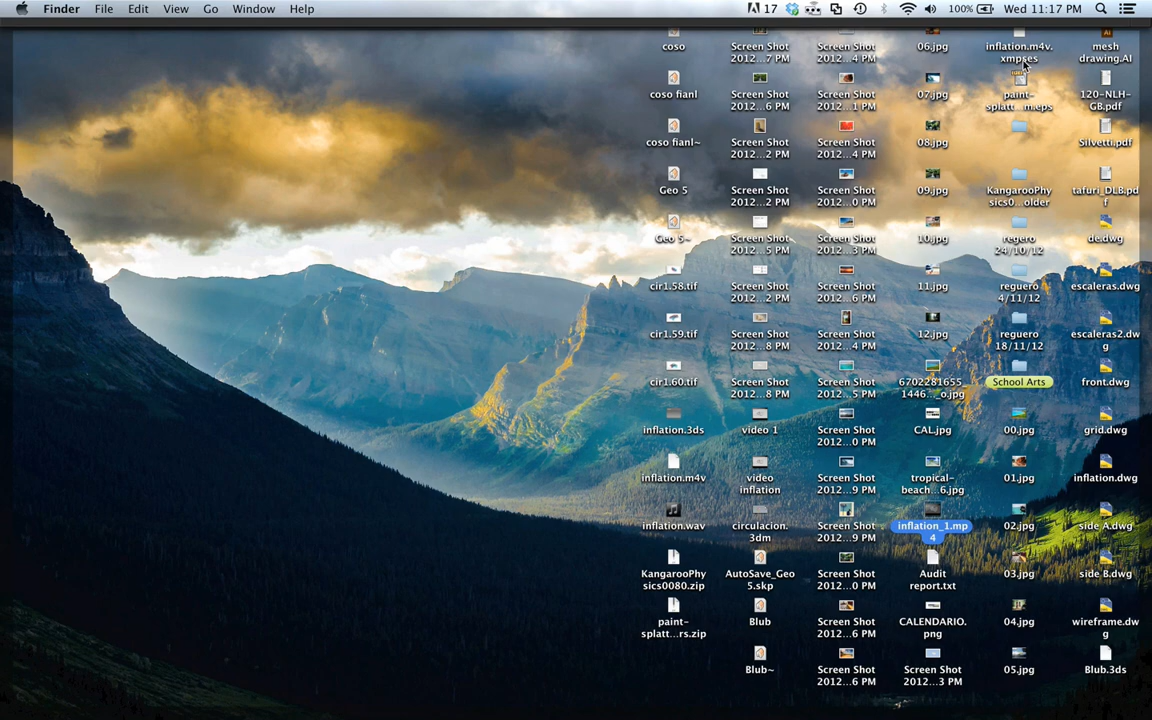 Finder File Edit View Go Window Help 17 100% Wed 11:17 PM
coso
coso fianl
coso fianl~
Geo 5
Geo 5~
cir1.58.tif
cir1.59.tif
cir1.60.tif
inflation.3ds
inflation.m4v
inflation.wav
KangarooPhy
sics0080.zip
paint-
splatt...rs.zip
Screen Shot
2012...7 PM
Screen Shot
2012...6 PM
Screen Shot
2012...2 PM
Screen Shot
2012...2 PM
Screen Shot
2012...5 PM
Screen Shot
2012...2 PM
Screen Shot
2012...8 PM
Screen Shot
2012...8 PM
video 1
video
inflation
circulacion.
3dm
AutoSave_Geo
5.skp
Blub
Blub~
Screen Shot
2012...4 PM
Screen Shot
2012...1 PM
Screen Shot
2012...4 PM
Screen Shot
2012...0 PM
Screen Shot
2012...3 PM
Screen Shot
2012...6 PM
Screen Shot
2012...4 PM
Screen Shot
2012...5 PM
Screen Shot
2012...0 PM
Screen Shot
2012...9 PM
Screen Shot
2012...9 PM
Screen Shot
2012...0 PM
Screen Shot
2012...6 PM
Screen Shot
2012...6 PM
06.jpg
07.jpg
08.jpg
09.jpg
10.jpg
11.jpg
12.jpg
6702281655
1446..._o.jpg
CAL.jpg
tropical-
beach...6.jpg
inflation_1.mp
4
Audit
report.txt
CALENDARIO.
png
Screen Shot
2012...3 PM
inflation.m4v.
xmpses
paint-
splatt...m.eps
KangarooPhy
sics0...older
regero
24/10/12
reguero
4/11/12
reguero
18/11/12
School Arts
00.jpg
01.jpg
02.jpg
03.jpg
04.jpg
05.jpg
mesh
drawing.AI
120-NLH-
GB.pdf
Silvetti.pdf
tafuri_DLB.pd
f
de.dwg
escaleras.dwg
escaleras2.dw
g
front.dwg
grid.dwg
inflation.dwg
side A.dwg
side B.dwg
wireframe.dw
g
Blub.3ds